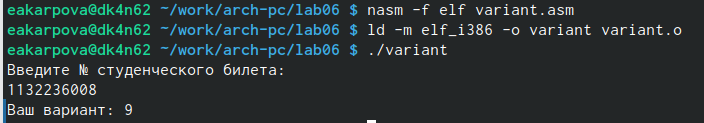 eakarpova@dk4n62 ~/work/arch-pc/lab06 $ nasm -f elf variant.asm
eakarpova@dk4n62 ~/work/arch-pc/lab06 $ ld -m elf_i386 -o variant variant.o
eakarpova@dk4n62 ~/work/arch-pc/lab06 $ ./variant
Введите № студенческого билета:
1132236008
Ваш вариант: 9